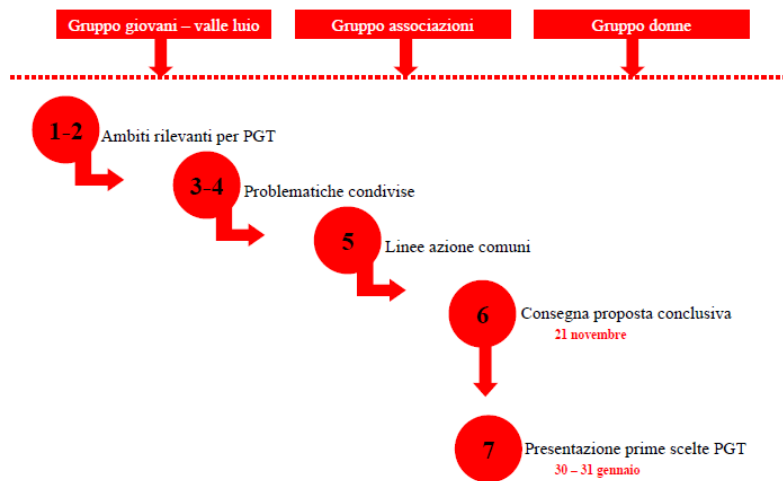 Gruppo giovani – valle luio
Gruppo associazioni
Gruppo donne
1-2
Ambiti rilevanti per PGT
3-4
Problematiche condivise
5
Linee azione comuni
6
Consegna proposta conclusiva
21 novembre
7
Presentazione prime scelte PGT
30 – 31 gennaio